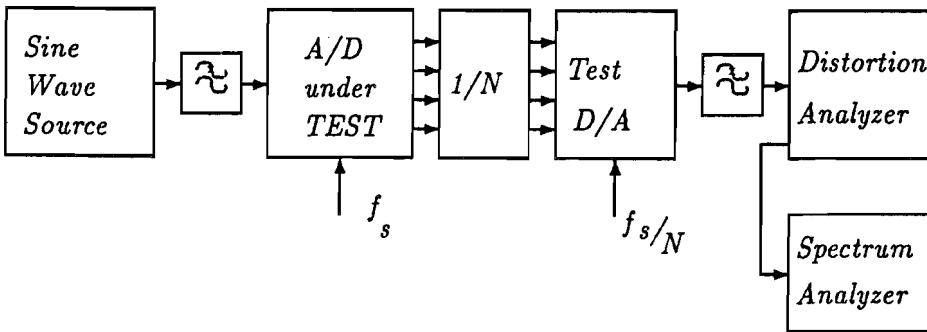 Sine
Wave
Source
A/D
under
TEST
1/N
Test
D/A
Distortion
Analyzer
f_s
f_s/N
Spectrum
Analyzer